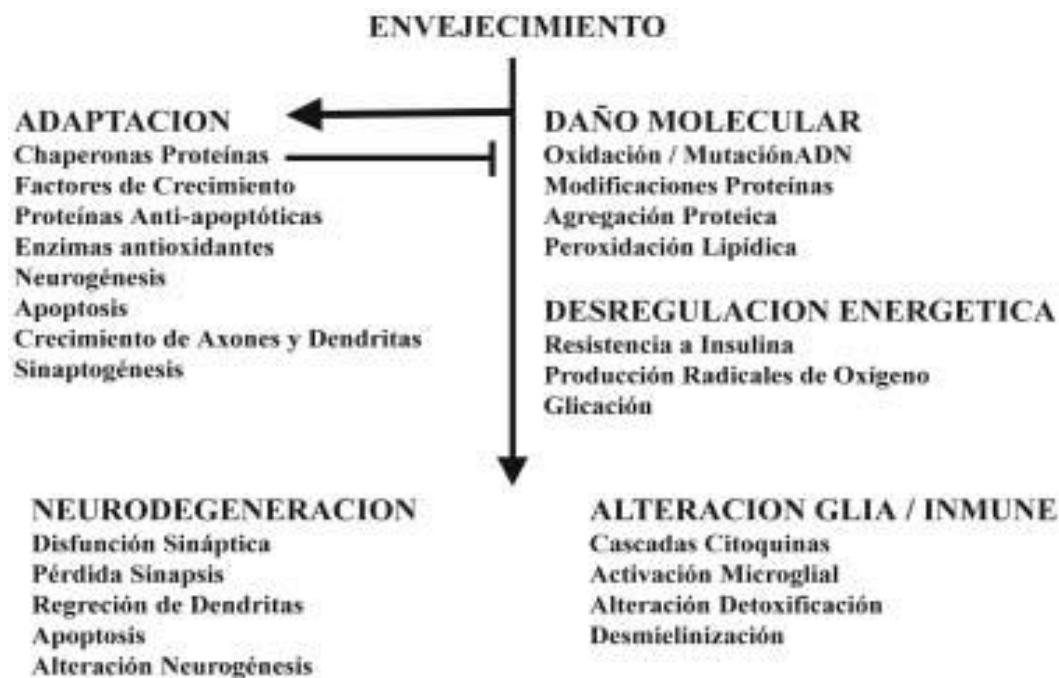 ENVEJECIMIENTO
ADAPTACION
Chaperonas Proteínas
Factores de Crecimiento
Proteínas Anti-apoptóticas
Enzimas antioxidantes
Neurogénesis
Apoptosis
Crecimiento de Axones y Dendritas
Sinaptogénesis
DAÑO MOLECULAR
Oxidación / MutaciónADN
Modificaciones Proteínas
Agregación Proteica
Peroxidación Lipídica
DESREGULACION ENERGETICA
Resistencia a Insulina
Producción Radicales de Oxígeno
Glicación
NEURODEGENERACION
Disfunción Sináptica
Pérdida Sinapsis
Regreción de Dendritas
Apoptosis
Alteración Neurogénesis
ALTERACION GLIA / INMUNE
Cascadas Citoquinas
Activación Microglial
Alteración Detoxificación
Desmielinización